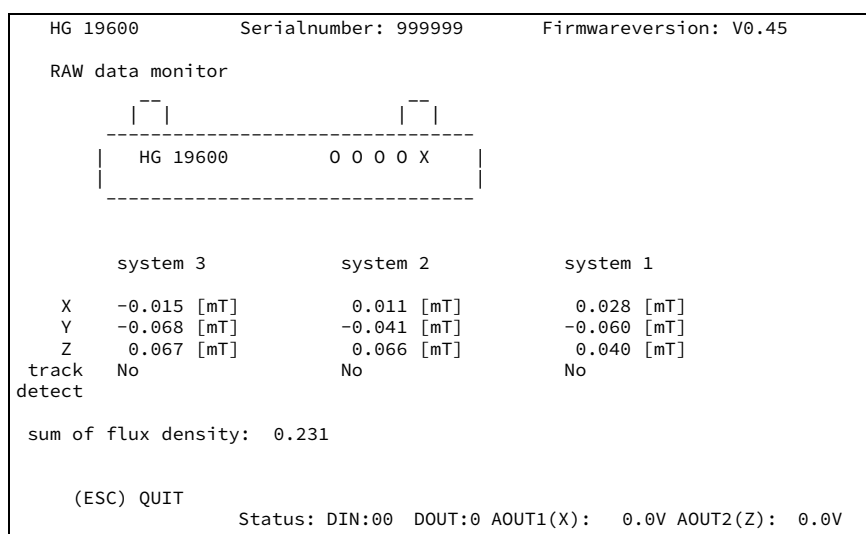 HG 19600 Serialnumber: 999999 Firmwareversion: V0.45
RAW data monitor
HG 19600 O O O O X
system 3 system 2 system 1
X -0.015 [mT] 0.011 [mT] 0.028 [mT]
Y -0.068 [mT] -0.041 [mT] -0.060 [mT]
Z 0.067 [mT] 0.066 [mT] 0.040 [mT]
track No No No
detect
sum of flux density: 0.231
(ESC) QUIT
Status: DIN:00 DOUT:0 AOUT1(X): 0.0V AOUT2(Z): 0.0V